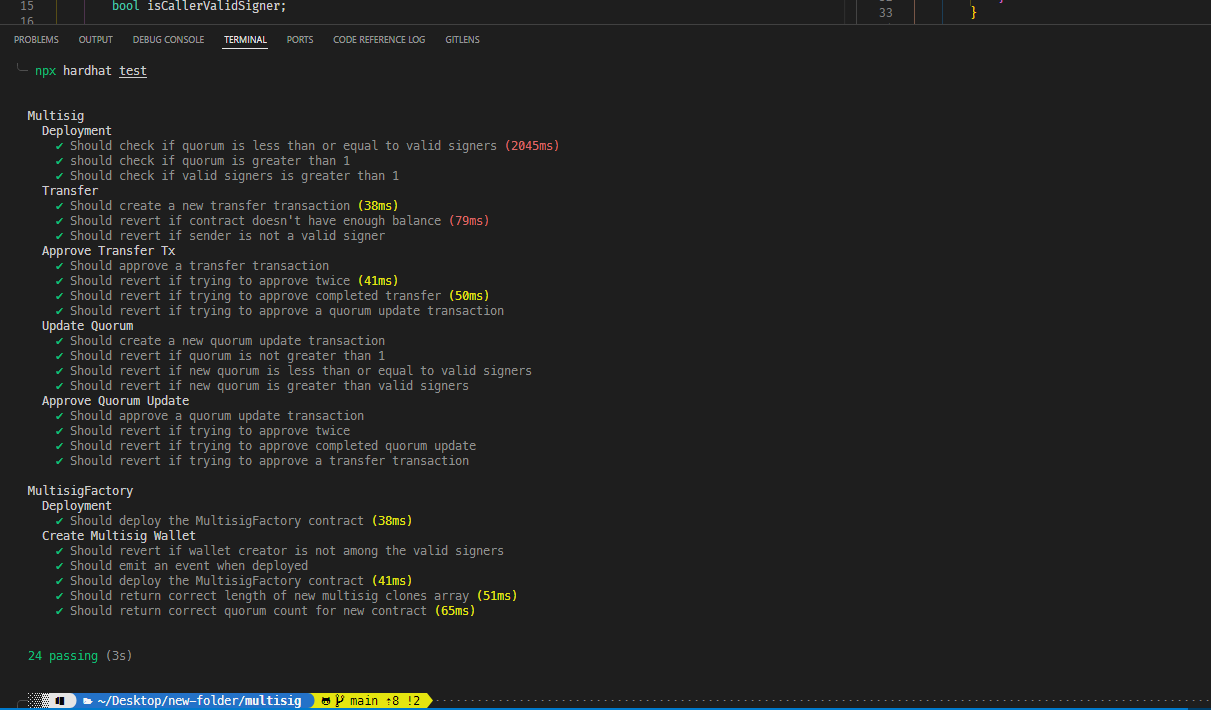 15 bool isCallerValidSigner;
16
33 }
PROBLEMS OUTPUT DEBUG CONSOLE TERMINAL PORTS CODE REFERENCE LOG GITLENS
npx hardhat test
Multisig
Deployment
✔ Should check if quorum is less than or equal to valid signers (2045ms)
✔ should check if quorum is greater than 1
✔ Should check if valid signers is greater than 1
Transfer
✔ Should create a new transfer transaction (38ms)
✔ Should revert if contract doesn't have enough balance (79ms)
✔ Should revert if sender is not a valid signer
Approve Transfer Tx
✔ Should approve a transfer transaction
✔ Should revert if trying to approve twice (41ms)
✔ Should revert if trying to approve completed transfer (50ms)
✔ Should revert if trying to approve a quorum update transaction
Update Quorum
✔ Should create a new quorum update transaction
✔ Should revert if quorum is not greater than 1
✔ Should revert if new quorum is less than or equal to valid signers
✔ Should revert if new quorum is greater than valid signers
Approve Quorum Update
✔ Should approve a quorum update transaction
✔ Should revert if trying to approve twice
✔ Should revert if trying to approve completed quorum update
✔ Should revert if trying to approve a transfer transaction
MultisigFactory
Deployment
✔ Should deploy the MultisigFactory contract (38ms)
Create Multisig Wallet
✔ Should revert if wallet creator is not among the valid signers
✔ Should emit an event when deployed
✔ Should deploy the MultisigFactory contract (41ms)
✔ Should return correct length of new multisig clones array (51ms)
✔ Should return correct quorum count for new contract (65ms)
24 passing (3s)
~/Desktop/new-folder/multisig main ⇡8 !2